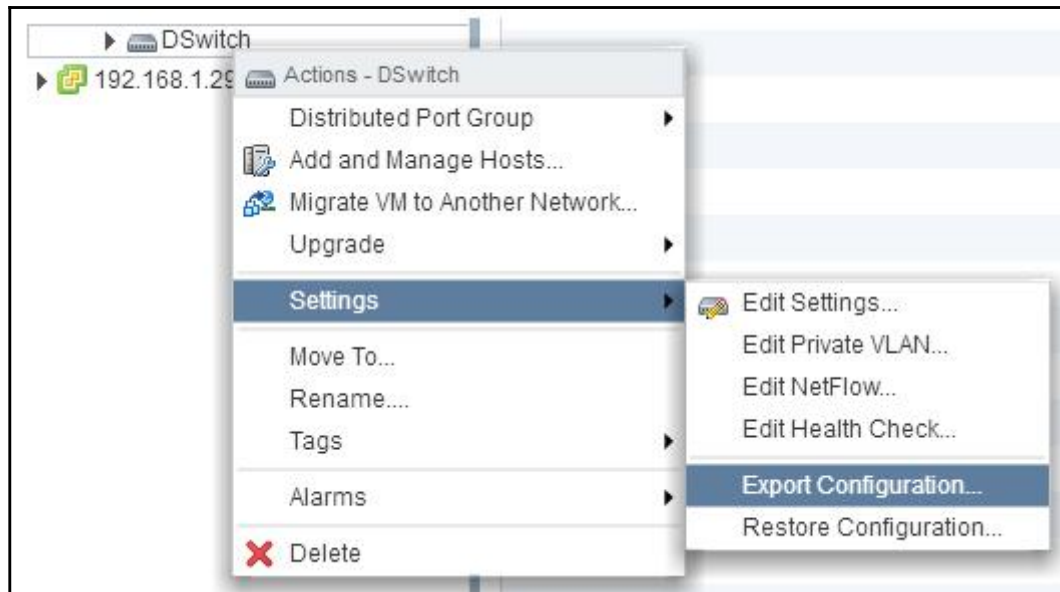 DSwitch
192.168.1.29
Actions - DSwitch
Distributed Port Group
Add and Manage Hosts...
Migrate VM to Another Network...
Upgrade
Settings
Move To...
Rename....
Tags
Alarms
Delete
Edit Settings...
Edit Private VLAN...
Edit NetFlow...
Edit Health Check...
Export Configuration...
Restore Configuration...